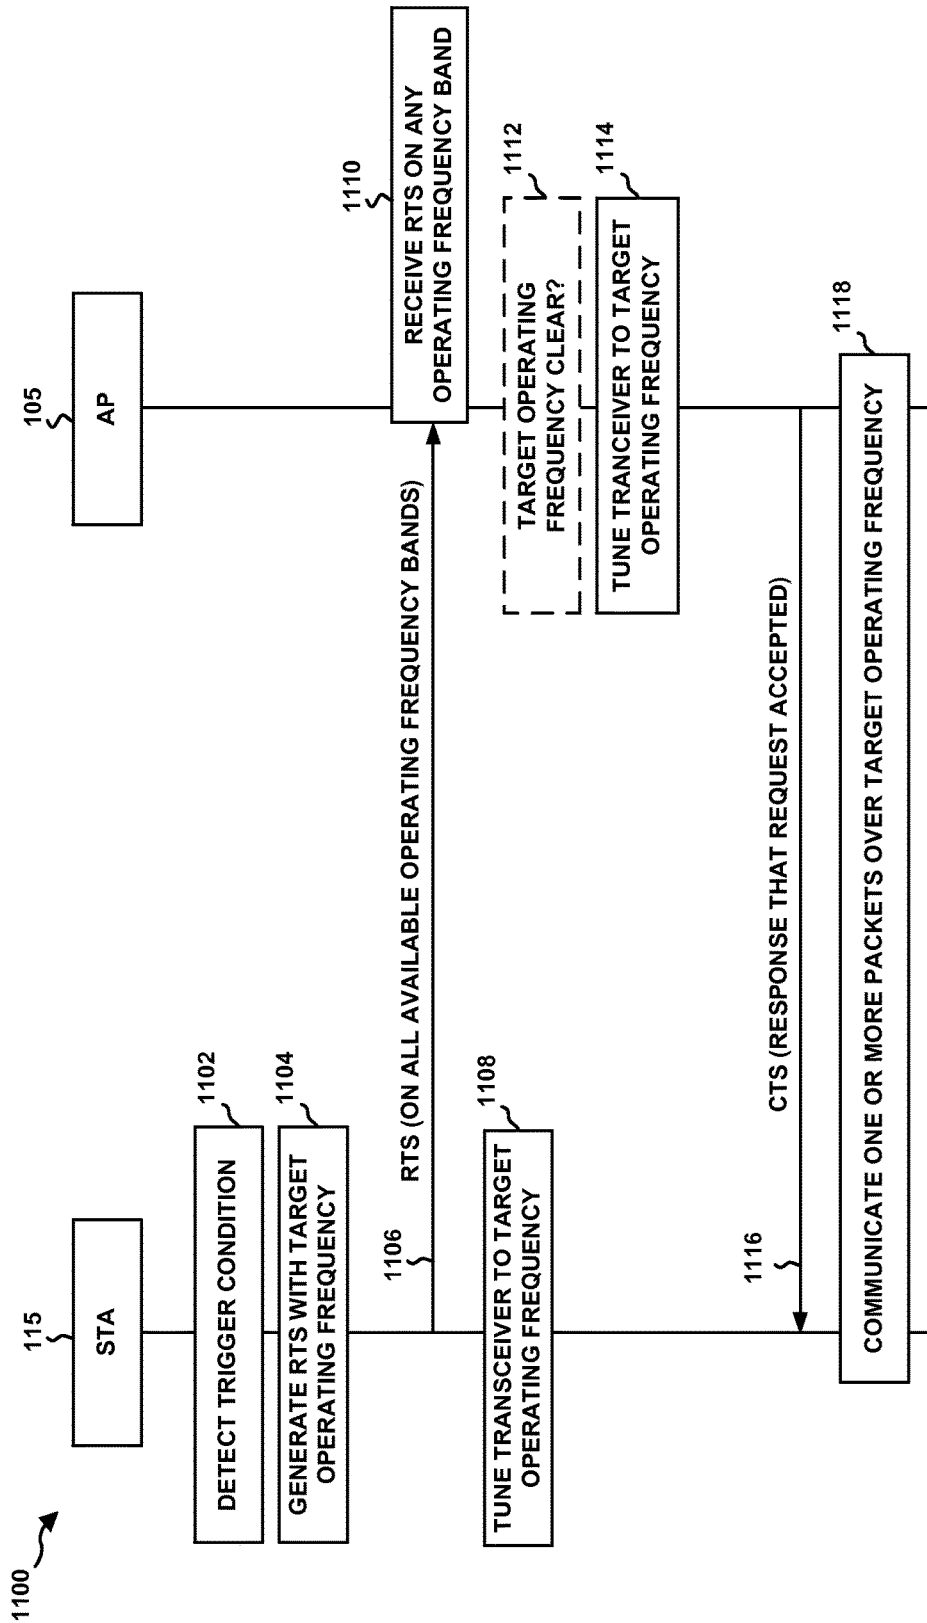 1100
115
STA
105
AP
1102
DETECT TRIGGER CONDITION
1104
GENERATE RTS WITH TARGET
OPERATING FREQUENCY
1106
RTS (ON ALL AVAILABLE OPERATING FREQUENCY BANDS)
1110
RECEIVE RTS ON ANY
OPERATING FREQUENCY BAND
1108
TUNE TRANSCEIVER TO TARGET
OPERATING FREQUENCY
1112
TARGET OPERATING
FREQUENCY CLEAR?
1114
TUNE TRANCEIVER TO TARGET
OPERATING FREQUENCY
1116
CTS (RESPONSE THAT REQUEST ACCEPTED)
1118
COMMUNICATE ONE OR MORE PACKETS OVER TARGET OPERATING FREQUENCY